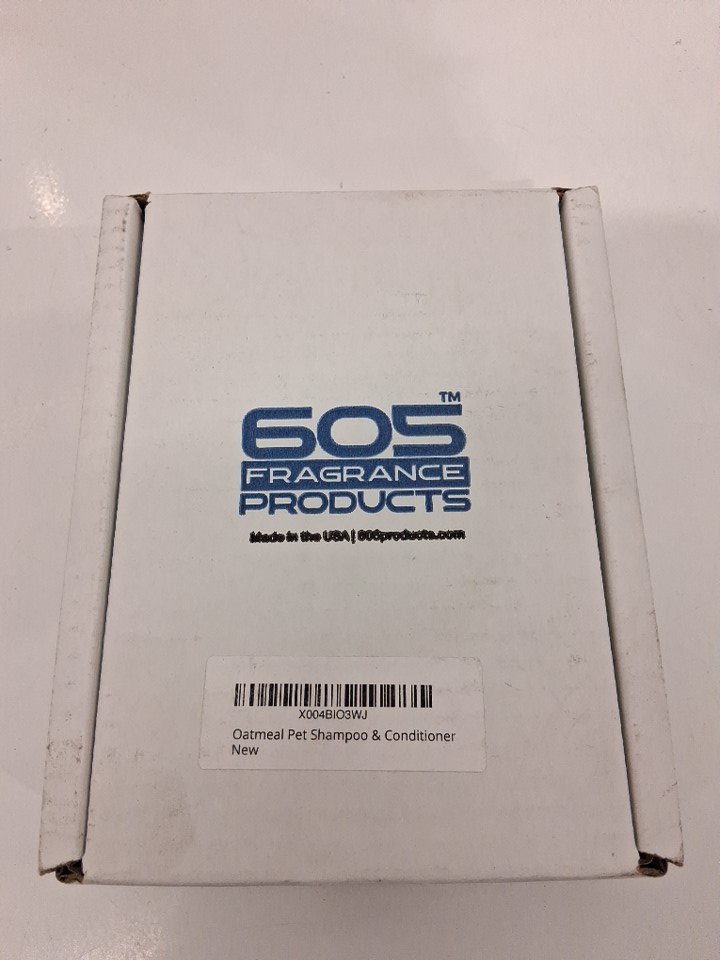 605™
FRAGRANCE
PRODUCTS
Made in the USA | 605products.com
X004BIO3WJ
Oatmeal Pet Shampoo & Conditioner
New